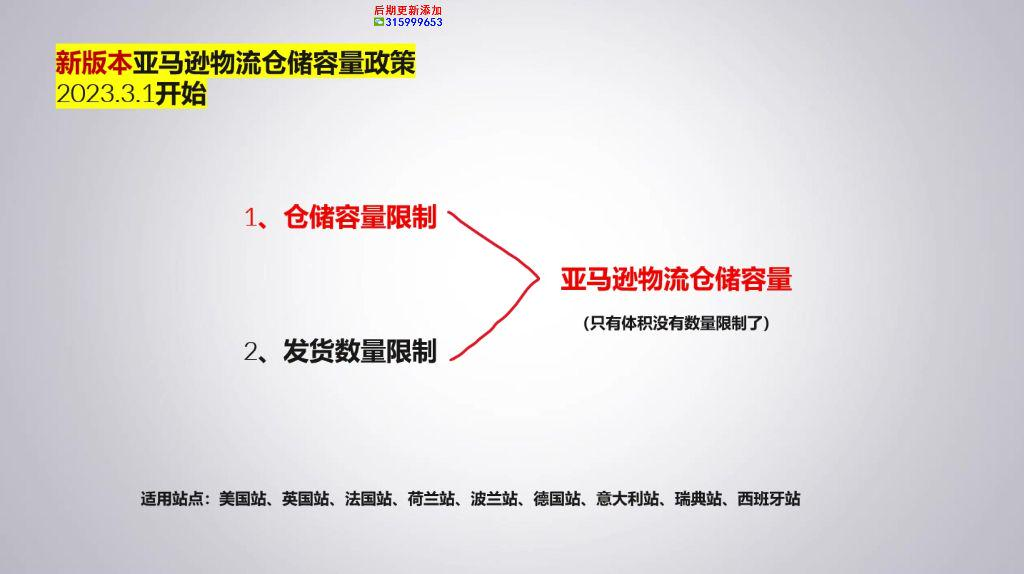 后期更新添加
315999653
新版本亚马逊物流仓储容量政策
2023.3.1开始
1、仓储容量限制
亚马逊物流仓储容量
（只有体积没有数量限制了）
2、发货数量限制
适用站点：美国站、英国站、法国站、荷兰站、波兰站、德国站、意大利站、瑞典站、西班牙站